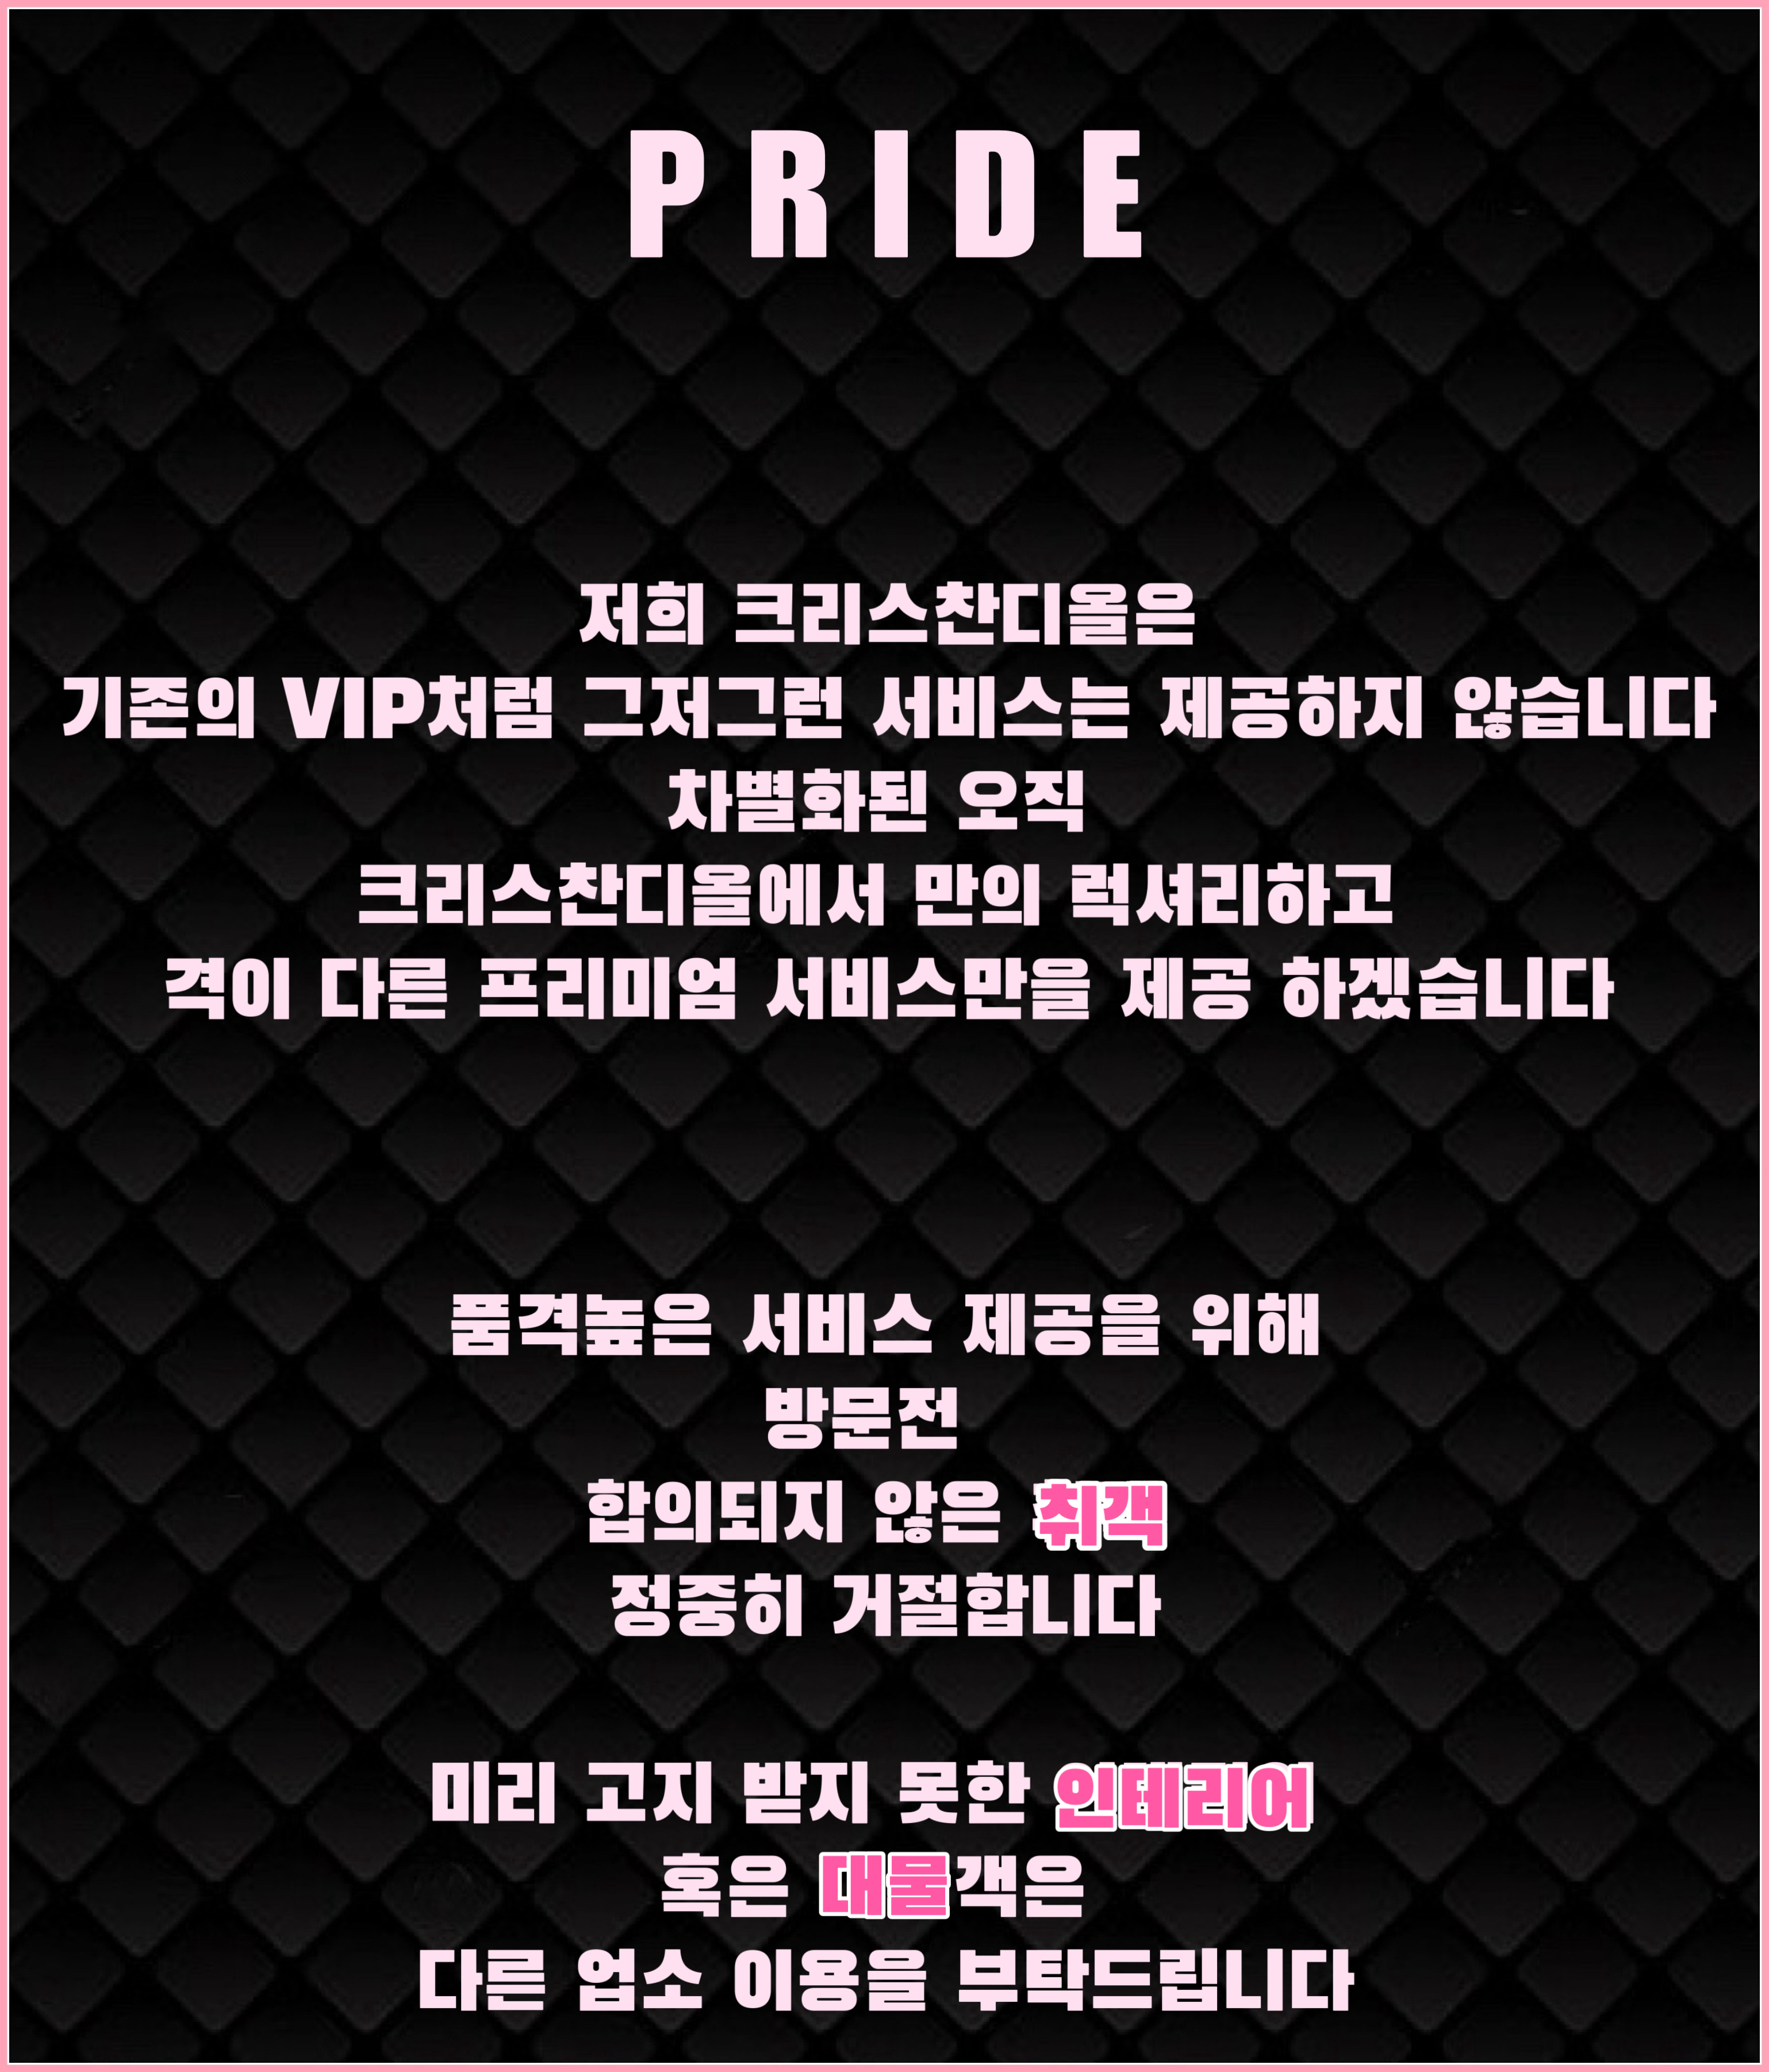 PRIDE
저희 크리스찬디올은
기존의 VIP처럼 그저그런 서비스는 제공하지 않습니다
차별화된 오직
크리스찬디올에서 만의 럭셔리하고
격이 다른 프리미엄 서비스만을 제공 하겠습니다
품격높은 서비스 제공을 위해
방문전
합의되지 않은 취객
정중히 거절합니다
미리 고지 받지 못한 인테리어
혹은 대물객은
다른 업소 이용을 부탁드립니다